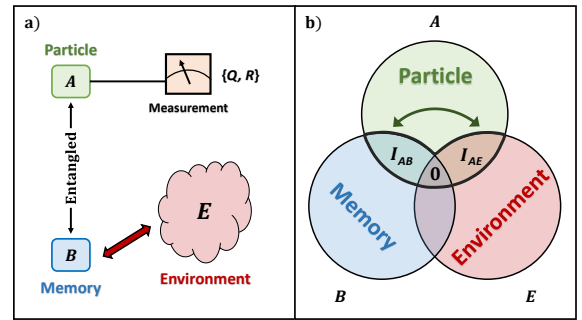 a)
Particle
A
{Q, R}
Measurement
Entangled
E
B
Memory
Environment
b)
A
Particle
I_AB
I_AE
0
Memory
Environment
B
E